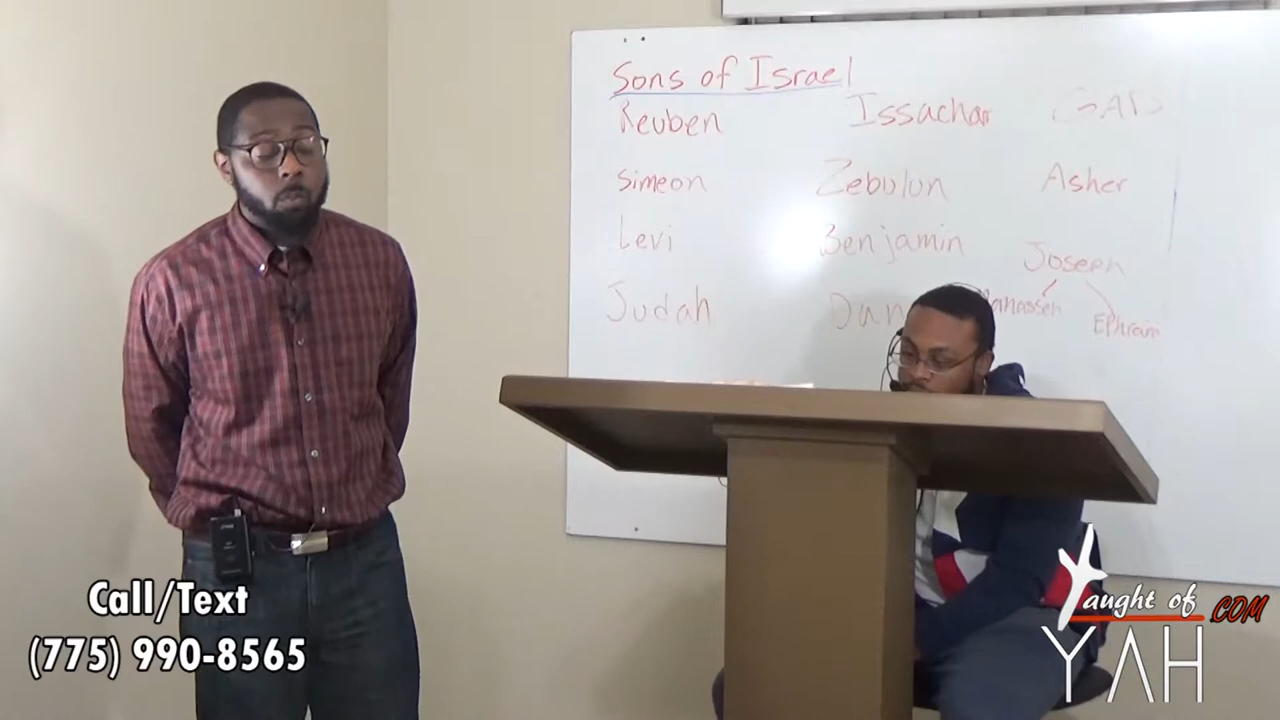 Sons of Israel
Reuben Issachar GAD
Simeon Zebulun Asher
Levi Benjamin Joseph
Judah Dan Manasseh Ephraim
Call/Text
(775) 990-8565
Taught of .COM
YAH